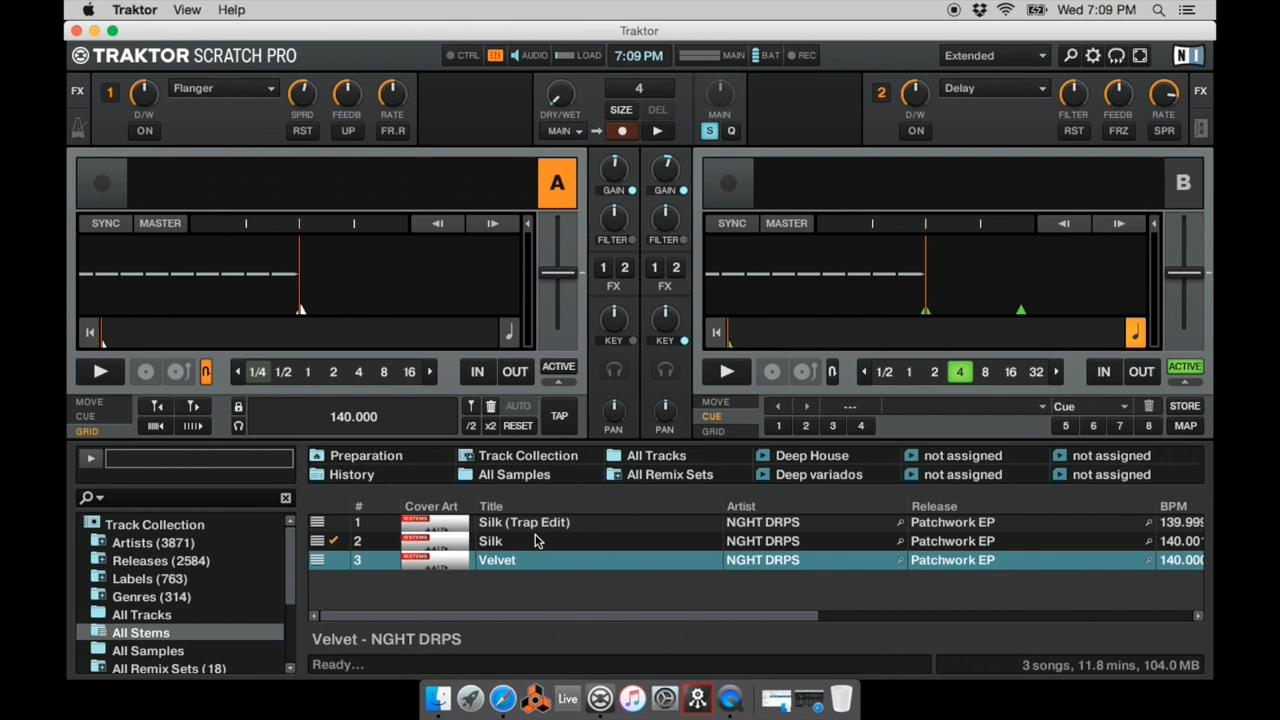 Traktor View Help Wed 7:09 PM
Traktor
TRAKTOR SCRATCH PRO CTRL AUDIO LOAD 7:09 PM MAIN BAT REC Extended NI
FX 1 Flanger SPRD FEEDB RATE 4 2 Delay FILTER FEEDB RATE FX
D/W DRY/WET SIZE DEL MAIN D/W
ON RST UP FR.R MAIN S Q ON RST FRZ SPR
A GAIN GAIN B
SYNC MASTER FILTER FILTER SYNC MASTER
1 2 1 2
FX FX
KEY KEY
1/4 1/2 1 2 4 8 16 IN OUT ACTIVE 1/2 1 2 4 8 16 32 IN OUT ACTIVE
MOVE
CUE
GRID
140.000
AUTO
/2 x2 RESET
TAP
PAN PAN
MOVE
CUE
GRID
--- Cue STORE
1 2 3 4 5 6 7 8 MAP
Preparation Track Collection All Tracks Deep House not assigned not assigned
History All Samples All Remix Sets Deep variados not assigned not assigned
# Cover Art Title Artist Release BPM
1 Silk (Trap Edit) NGHT DRPS Patchwork EP 139.999
2 Silk NGHT DRPS Patchwork EP 140.001
3 Velvet NGHT DRPS Patchwork EP 140.000
Track Collection
Artists (3871)
Releases (2584)
Labels (763)
Genres (314)
All Tracks
All Stems
All Samples
All Remix Sets (18)
Velvet - NGHT DRPS
Ready... 3 songs, 11.8 mins, 104.0 MB
Live